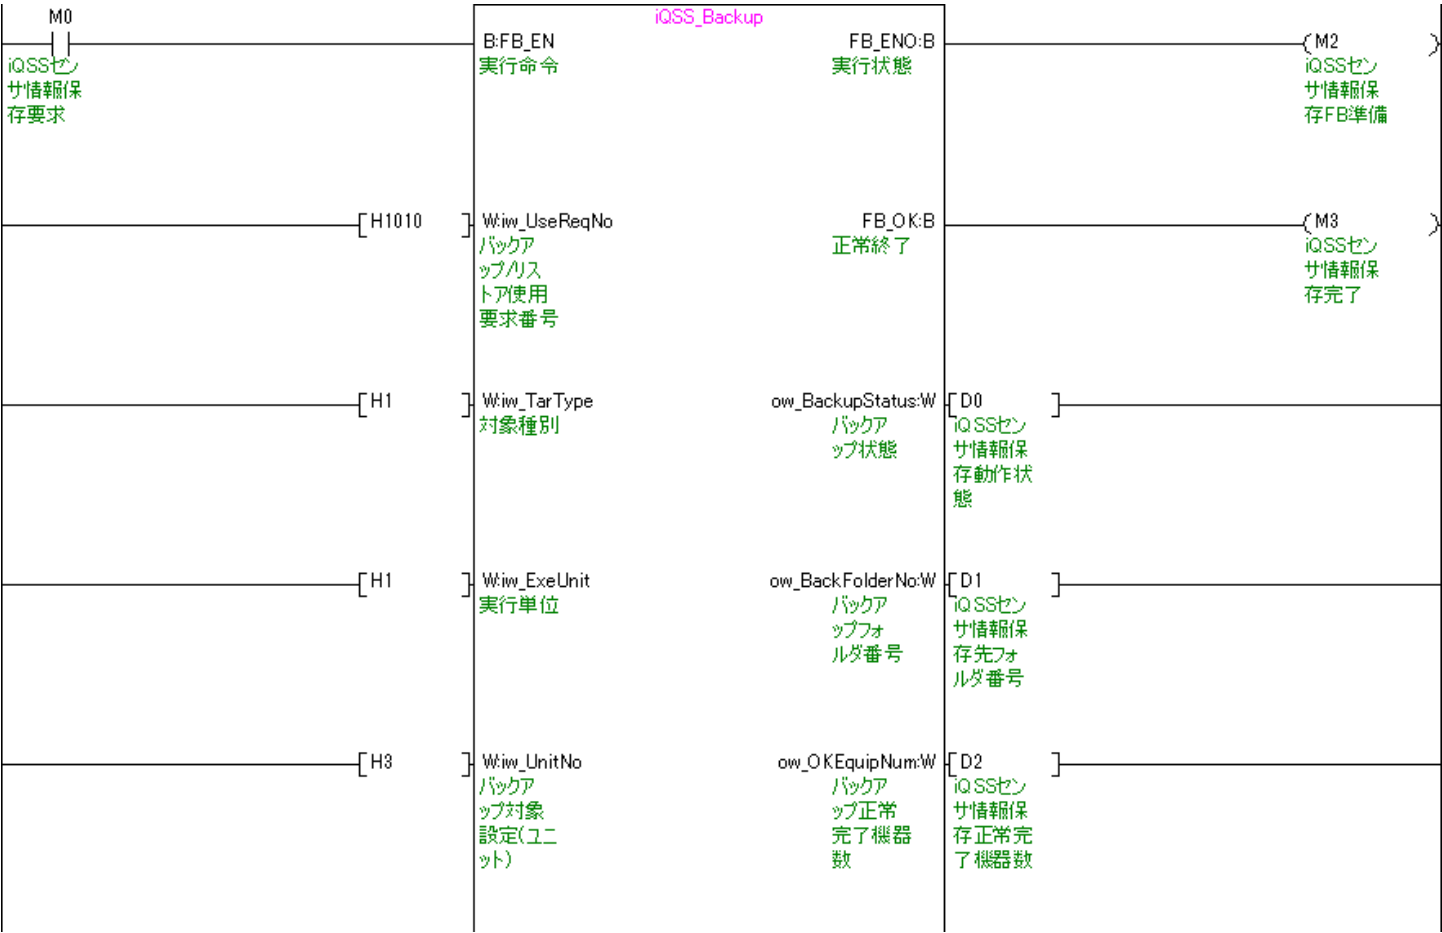 M0
iQSSセン
サ情報保
存要求
iQSS_Backup
B:FB_EN
実行命令
FB_ENO:B
実行状態
M2
iQSSセン
サ情報保
存FB準備
H1010
W:iw_UseReqNo
バックア
ップ/リス
トア使用
要求番号
FB_OK:B
正常終了
M3
iQSSセン
サ情報保
存完了
H1
W:iw_TarType
対象種別
ow_BackupStatus:W
バックア
ップ状態
D0
iQSSセン
サ情報保
存動作状
態
H1
W:iw_ExeUnit
実行単位
ow_BackFolderNo:W
バックア
ップフォ
ルダ番号
D1
iQSSセン
サ情報保
存先フォ
ルダ番号
H3
W:iw_UnitNo
バックア
ップ対象
設定(ユニ
ット)
ow_OKEquipNum:W
バックア
ップ正常
完了機器
数
D2
iQSSセン
サ情報保
存正常完
了機器数